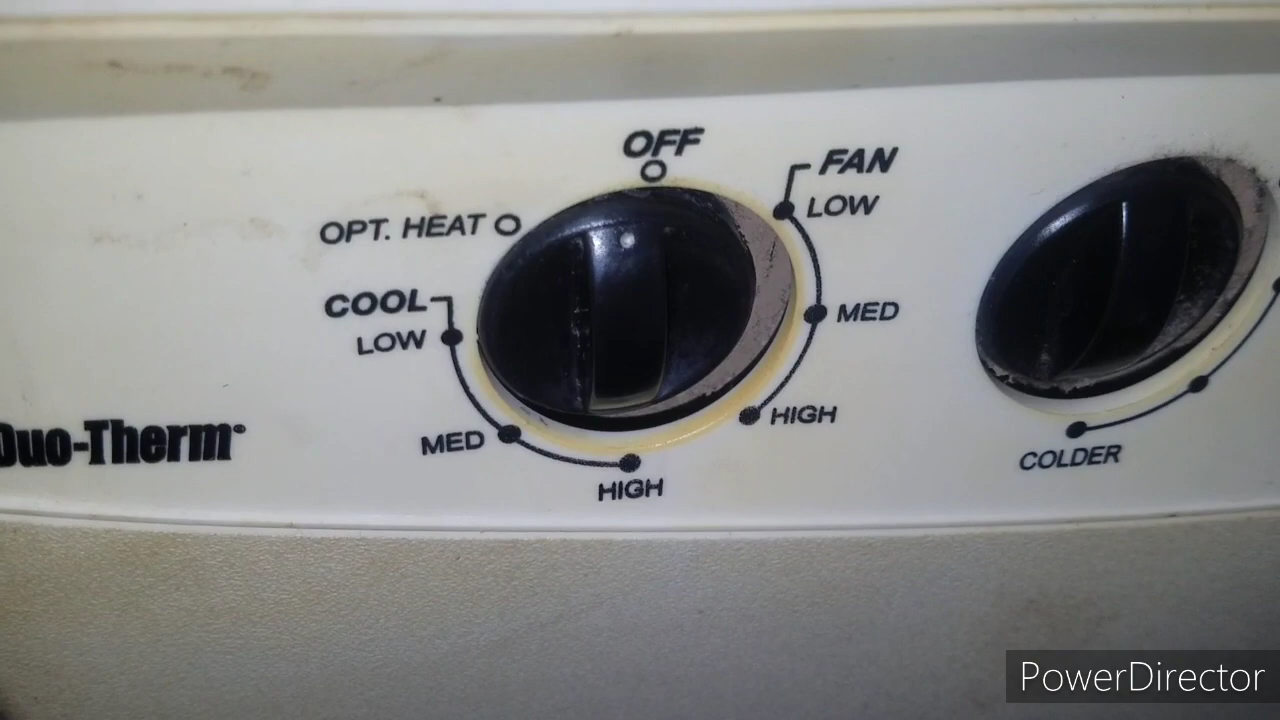 OFF
FAN
LOW
MED
HIGH
OPT. HEAT
COOL
LOW
MED
HIGH
Duo-Therm
COLDER
PowerDirector